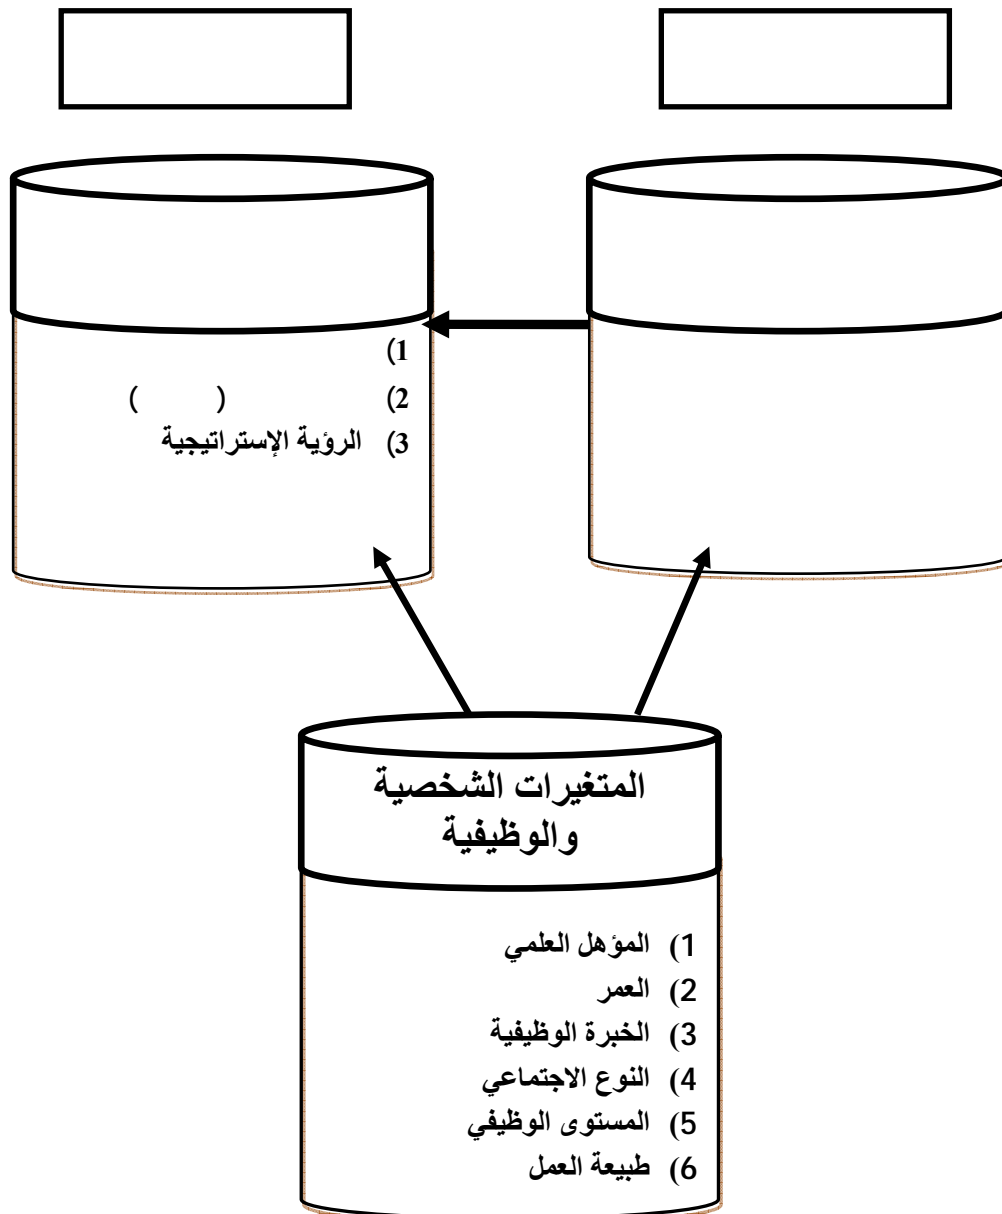 1)
2) ( )
3) الرؤية الإستراتيجية
المتغيرات الشخصية
والوظيفية
1) المؤهل العلمي
2) العمر
3) الخبرة الوظيفية
4) النوع الاجتماعي
5) المستوى الوظيفي
6) طبيعة العمل